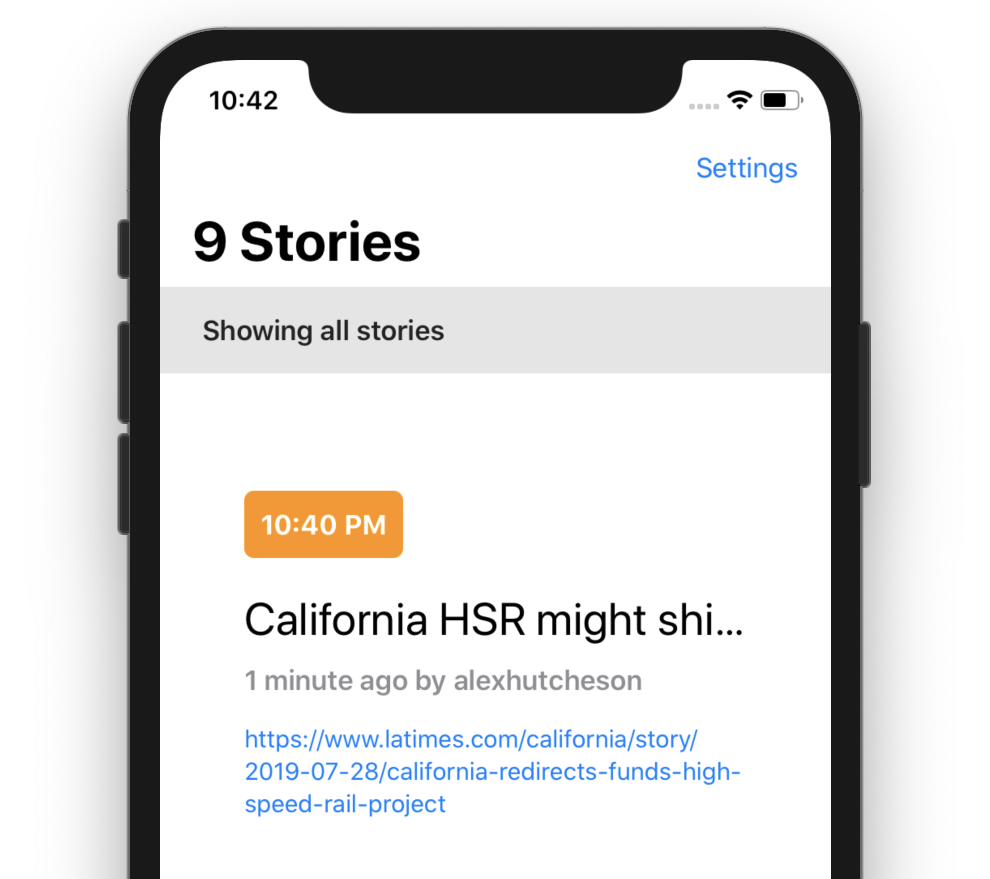 10:42
Settings
9 Stories
Showing all stories
10:40 PM
California HSR might shi...
1 minute ago by alexhutcheson
https://www.latimes.com/california/story/
2019-07-28/california-redirects-funds-high-
speed-rail-project